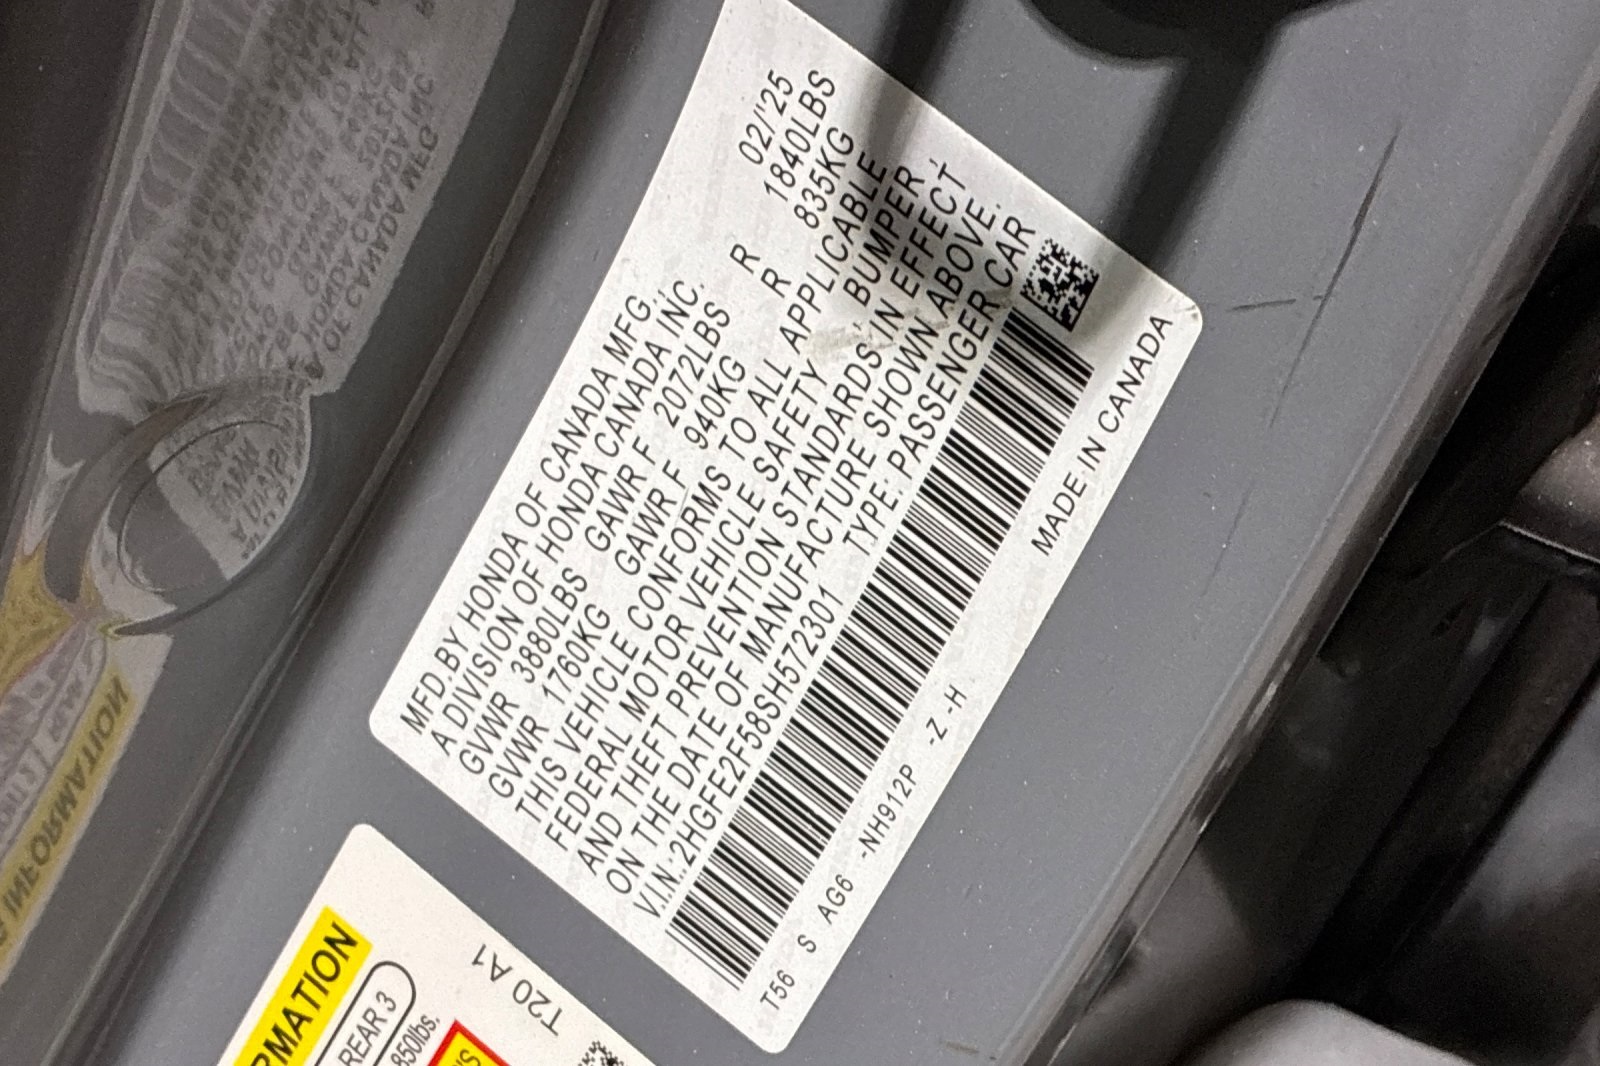 MFD. BY HONDA OF CANADA MFG., 02/'25
A DIVISION OF HONDA CANADA INC.
GVWR 3880LBS GAWR F 2072LBS R 1840LBS
GVWR 1760KG GAWR F 940KG R 835KG
THIS VEHICLE CONFORMS TO ALL APPLICABLE
FEDERAL MOTOR VEHICLE SAFETY, BUMPER,
AND THEFT PREVENTION STANDARDS IN EFFECT
ON THE DATE OF MANUFACTURE SHOWN ABOVE.
V.I.N.:2HGFE2F58SH572301 TYPE: PASSENGER CAR
T56 S AG6 -NH912P -Z -H MADE IN CANADA
RMATION
REAR 3
850lbs.
T20 A1